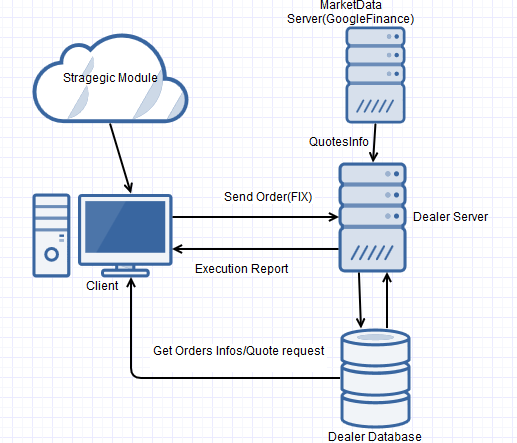 MarketData
Server(GoogleFinance)
Stragegic Module
QuotesInfo
Send Order(FIX)
Dealer Server
Execution Report
Client
Get Orders Infos/Quote request
Dealer Database